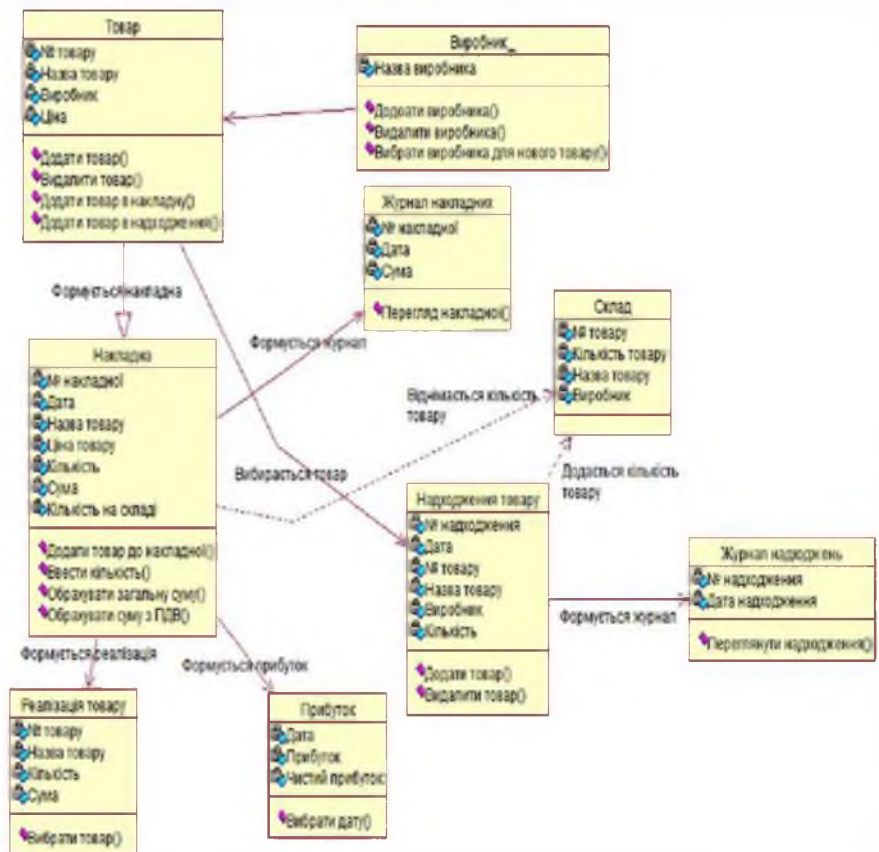 Товар
№ товару
Назва товару
Виробник
Ціна
Додати товар()
Видалити товар()
Додати товар в накладну()
Додати товар в надходження()
Виробник_
Назва виробника
Додоати виробника()
Видалити виробника()
Вибрати виробника для нового товару()
Журнал накладних
№ накладної
Дата
Сума
Перегляд накладної()
Формується накладна
Формується журнал
Склад
№ товару
Кількість товару
Назва товару
Виробник
Накладна
№ накладної
Дата
Назва товару
Ціна товару
Кількість
Сума
Кількість на складі
Додати товар до накладної()
Ввести кількість()
Обрахувати загальну суму()
Обрахувати суму з ПДВ()
Віднімається кількість
товару
Вибирається товар
Додається кількість
товару
Надходження товару
№ надходження
Дата
№ товару
Назва товару
Виробник
Кількість
Додати товар()
Видалити товар()
Формується журнал
Журнал надходжень
№ надходження
Дата надходження
Переглянути надходження()
Формується реалізація
Формується прибуток
Реалізація товару
№ товару
Назва товару
Кількість
Сума
Вибрати товар()
Прибуток
Дата
Прибуток
Чистий прибуток
Вибрати дату()